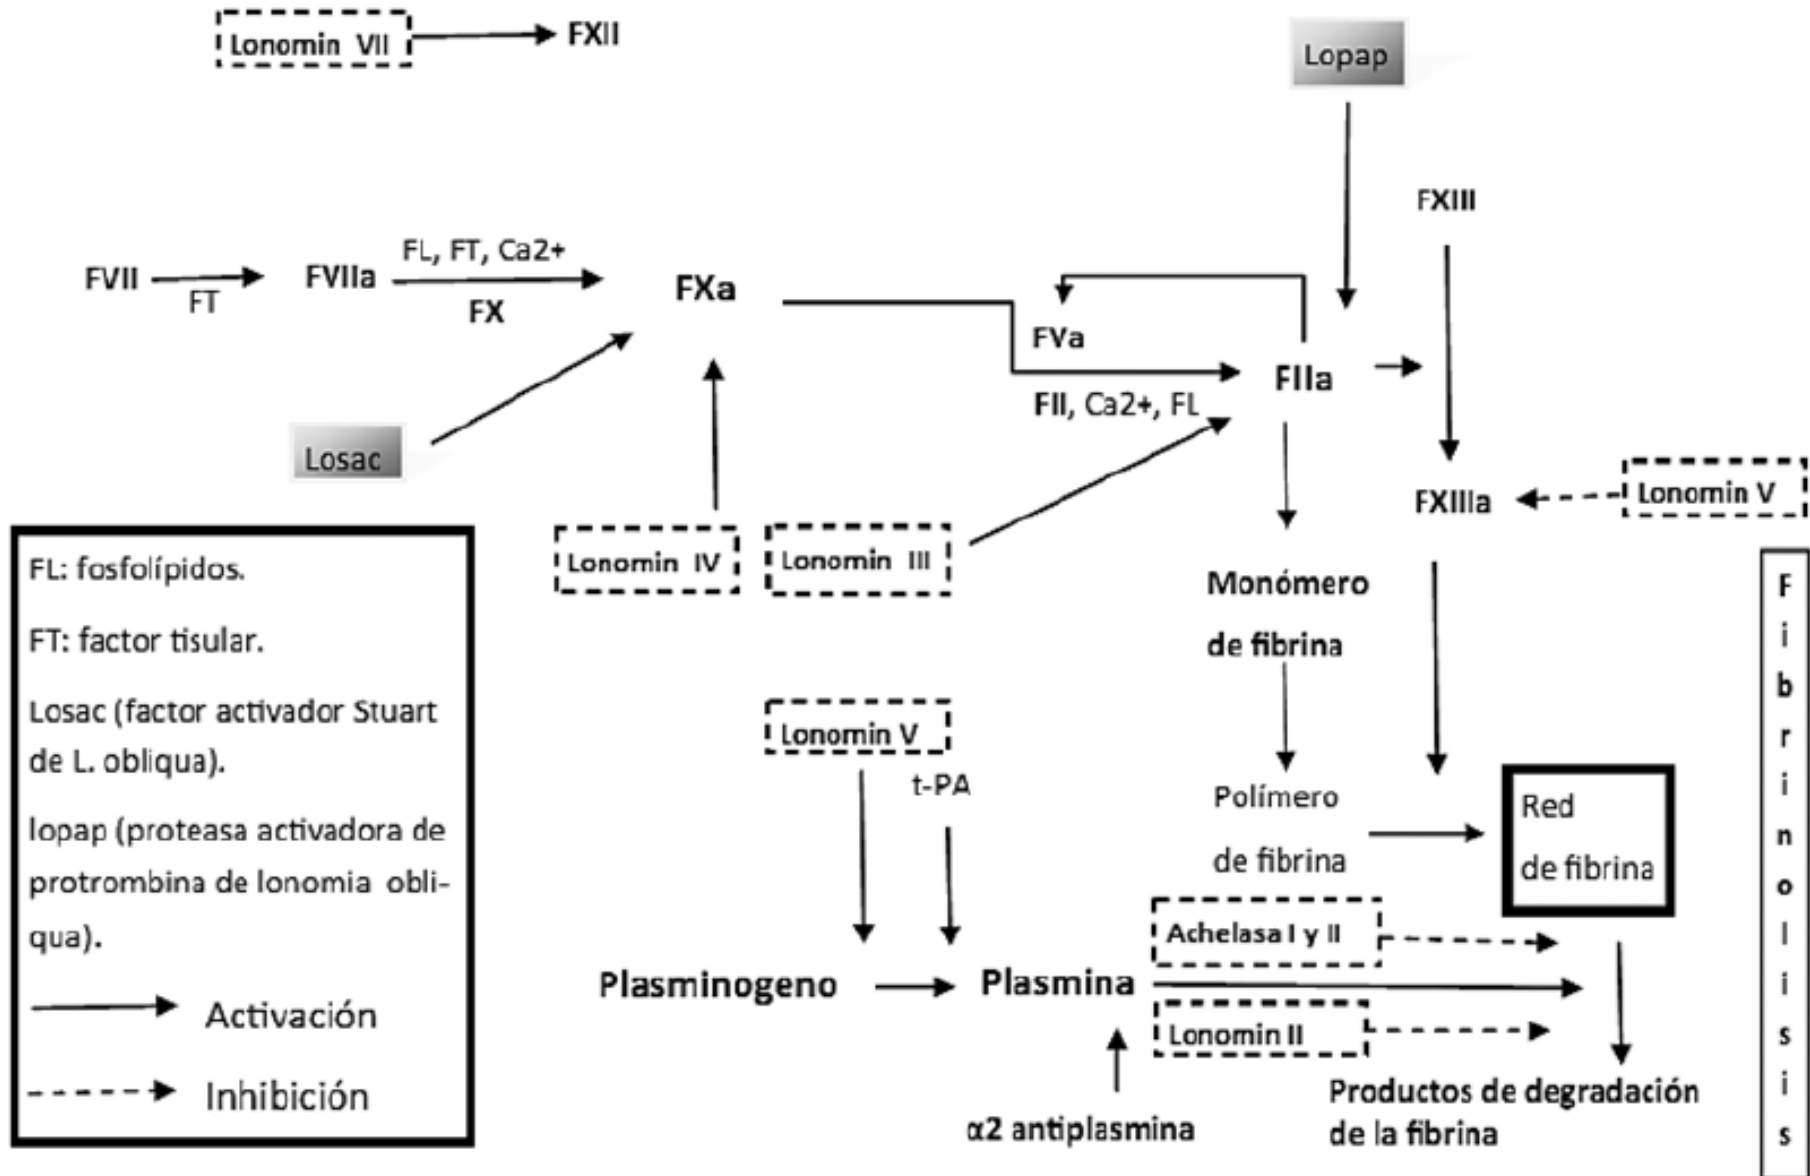 Lonomin VII
FXII
Lopap
FXIII
FVII
FT
FVIIa
FL, FT, Ca2+
FX
FXa
FVa
FII, Ca2+, FL
FIIa
Losac
FXIIIa
Lonomin V
Lonomin IV
Lonomin III
Monómero
de fibrina
FL: fosfolípidos.
FT: factor tisular.
Losac (factor activador Stuart
de L. obliqua).
lopap (proteasa activadora de
protrombina de lonomia obli-
qua).
Activación
Inhibición
Lonomin V
t-PA
Polímero
de fibrina
Red
de fibrina
Achelasa I y II
Plasminogeno
Plasmina
Lonomin II
α2 antiplasmina
Productos de degradación
de la fibrina
F
i
b
r
i
n
o
l
i
s
i
s